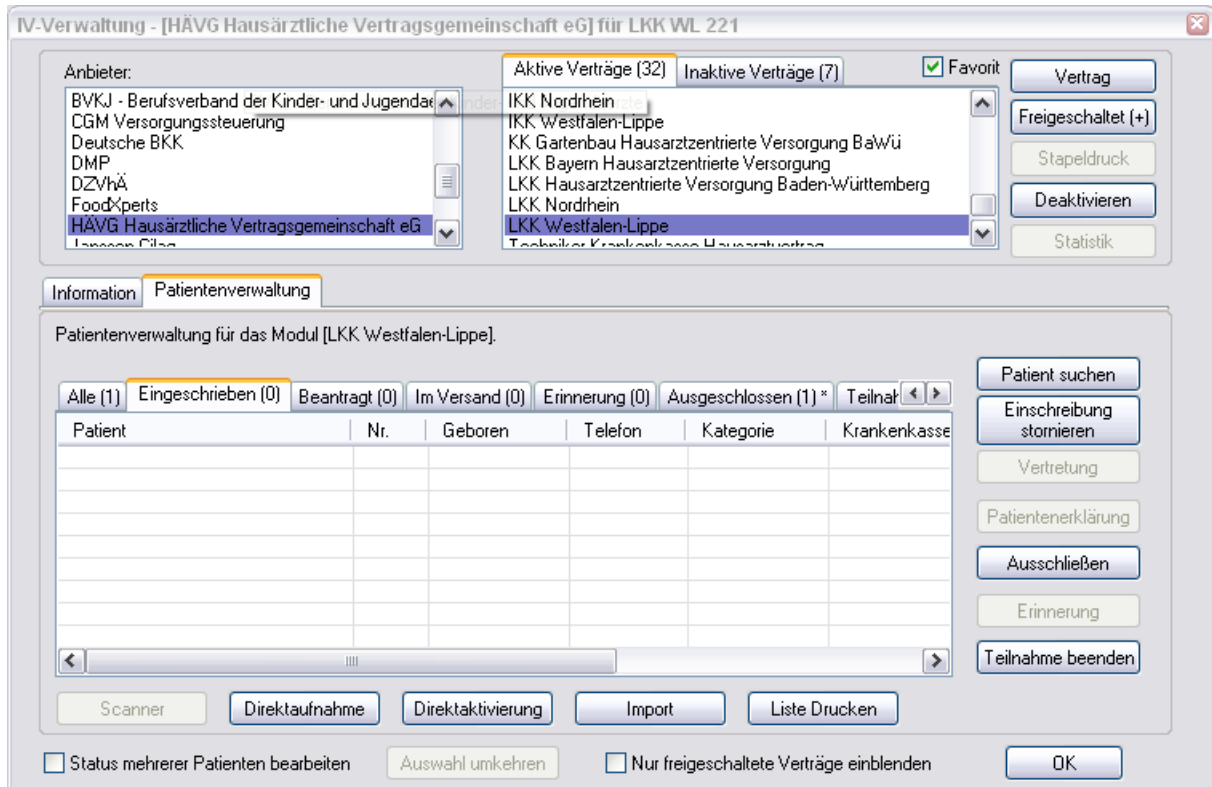 IV-Verwaltung - [HÄVG Hausärztliche Vertragsgemeinschaft eG] für LKK WL 221
Anbieter:
BVKJ - Berufsverband der Kinder- und Jugendae
CGM Versorgungssteuerung
Deutsche BKK
DMP
DZVhÄ
FoodXperts
HÄVG Hausärztliche Vertragsgemeinschaft eG
Janssen Cilag
Aktive Verträge (32) Inaktive Verträge (7)
Favorit
IKK Nordrhein
IKK Westfalen-Lippe
KK Gartenbau Hausarztzentrierte Versorgung BaWü
LKK Bayern Hausarztzentrierte Versorgung
LKK Hausarztzentrierte Versorgung Baden-Württemberg
LKK Nordrhein
LKK Westfalen-Lippe
Techniker Krankenkasse Hausarztvertrag
Vertrag
Freigeschaltet (+)
Stapeldruck
Deaktivieren
Statistik
Information Patientenverwaltung
Patientenverwaltung für das Modul [LKK Westfalen-Lippe].
Alle (1) Eingeschrieben (0) Beantragt (0) Im Versand (0) Erinnerung (0) Ausgeschlossen (1) * Teilnah
Patient Nr. Geboren Telefon Kategorie Krankenkasse
Patient suchen
Einschreibung
stornieren
Vertretung
Patientenerklärung
Ausschließen
Erinnerung
Teilnahme beenden
Scanner Direktaufnahme Direktaktivierung Import Liste Drucken
Status mehrerer Patienten bearbeiten Auswahl umkehren Nur freigeschaltete Verträge einblenden OK